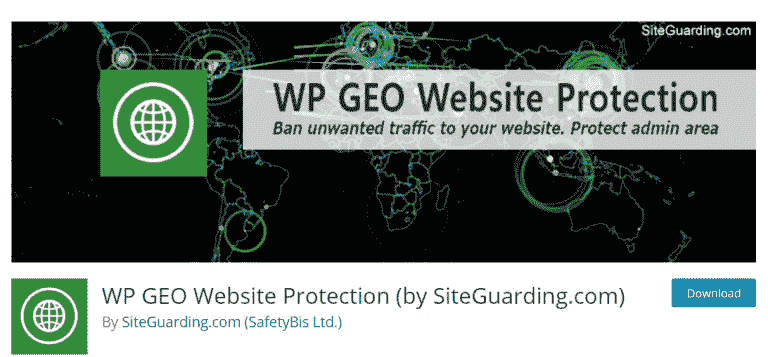 SiteGuarding.com
WP GEO Website Protection
Ban unwanted traffic to your website. Protect admin area
WP GEO Website Protection (by SiteGuarding.com)
Download
By SiteGuarding.com (SafetyBis Ltd.)